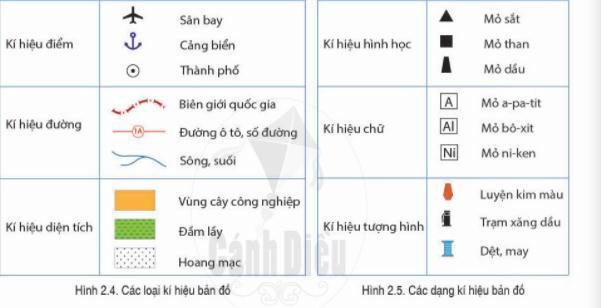 Kí hiệu điểm
Sân bay
Cảng biển
Thành phố
Kí hiệu đường
Biên giới quốc gia
1A
Đường ô tô, số đường
Sông, suối
Kí hiệu diện tích
Vùng cây công nghiệp
Đầm lầy
Hoang mạc
Hình 2.4. Các loại kí hiệu bản đồ
Kí hiệu hình học
Mỏ sắt
Mỏ than
Mỏ dầu
Kí hiệu chữ
A
Mỏ a-pa-tit
Al
Mỏ bô-xit
Ni
Mỏ ni-ken
Kí hiệu tượng hình
Luyện kim màu
Trạm xăng dầu
Dệt, may
Hình 2.5. Các dạng kí hiệu bản đồ
Cánh Diều